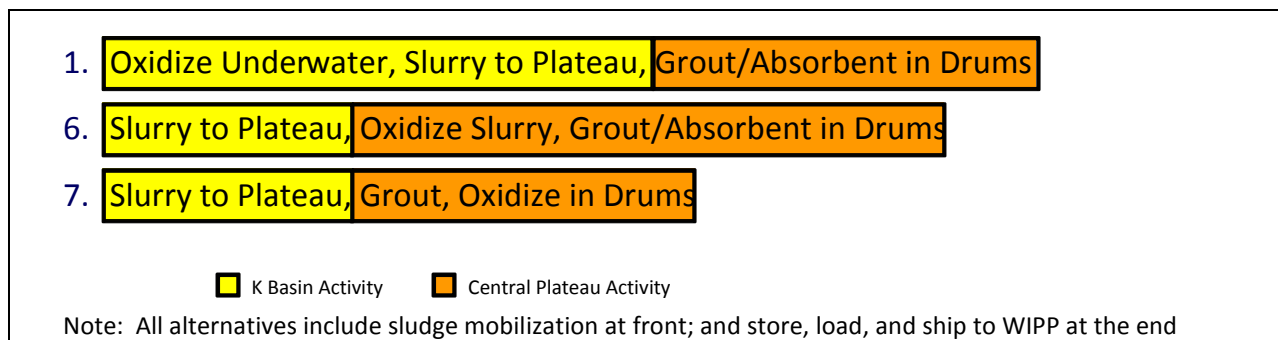 1. Oxidize Underwater, Slurry to Plateau, Grout/Absorbent in Drums
6. Slurry to Plateau, Oxidize Slurry, Grout/Absorbent in Drums
7. Slurry to Plateau, Grout, Oxidize in Drums
K Basin Activity Central Plateau Activity
Note: All alternatives include sludge mobilization at front; and store, load, and ship to WIPP at the end